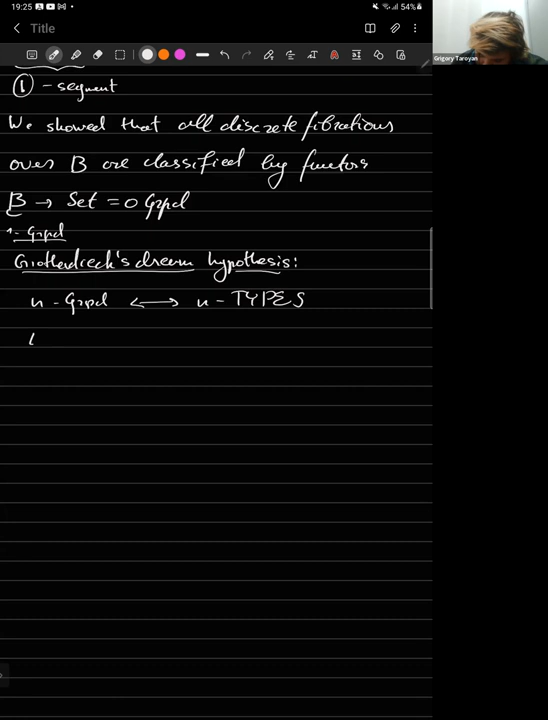 19:25
54%
Title
Grigory Taroyan
① - segment
We showed that all discrete fibrations
over B are classified by functors
B → Set = 0 Grpd
1 - Grpd
Grothendieck's dream hypothesis:
n - Grpd ⟷ n - TYPES